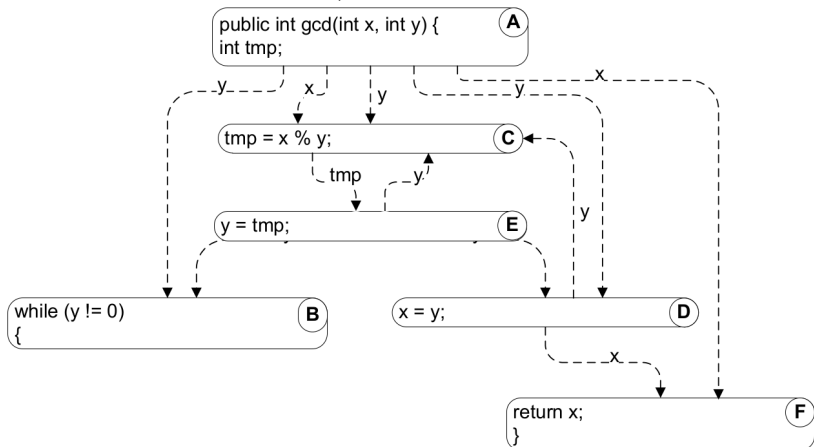 public int gcd(int x, int y) {
A
int tmp;
y
x
y
y
x
tmp = x % y;
C
tmp
y
y
y = tmp;
E
while (y != 0)
B
{
x = y;
D
x
return x;
F
}